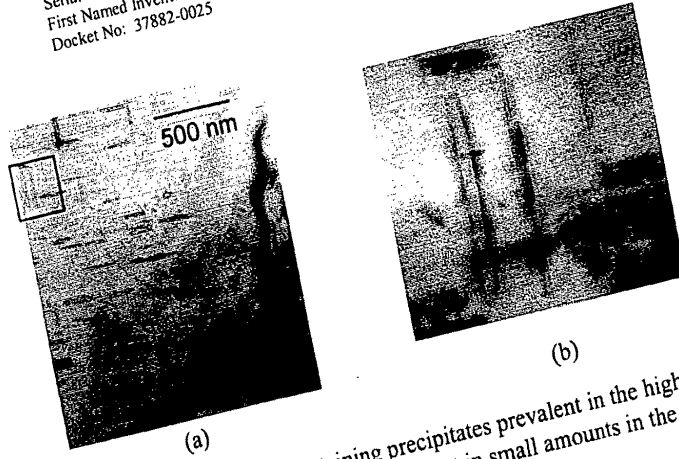 Serial
First Named Inven
Docket No: 37882-0025
500 nm
(a)
(b)
ining precipitates prevalent in the high
in small amounts in the